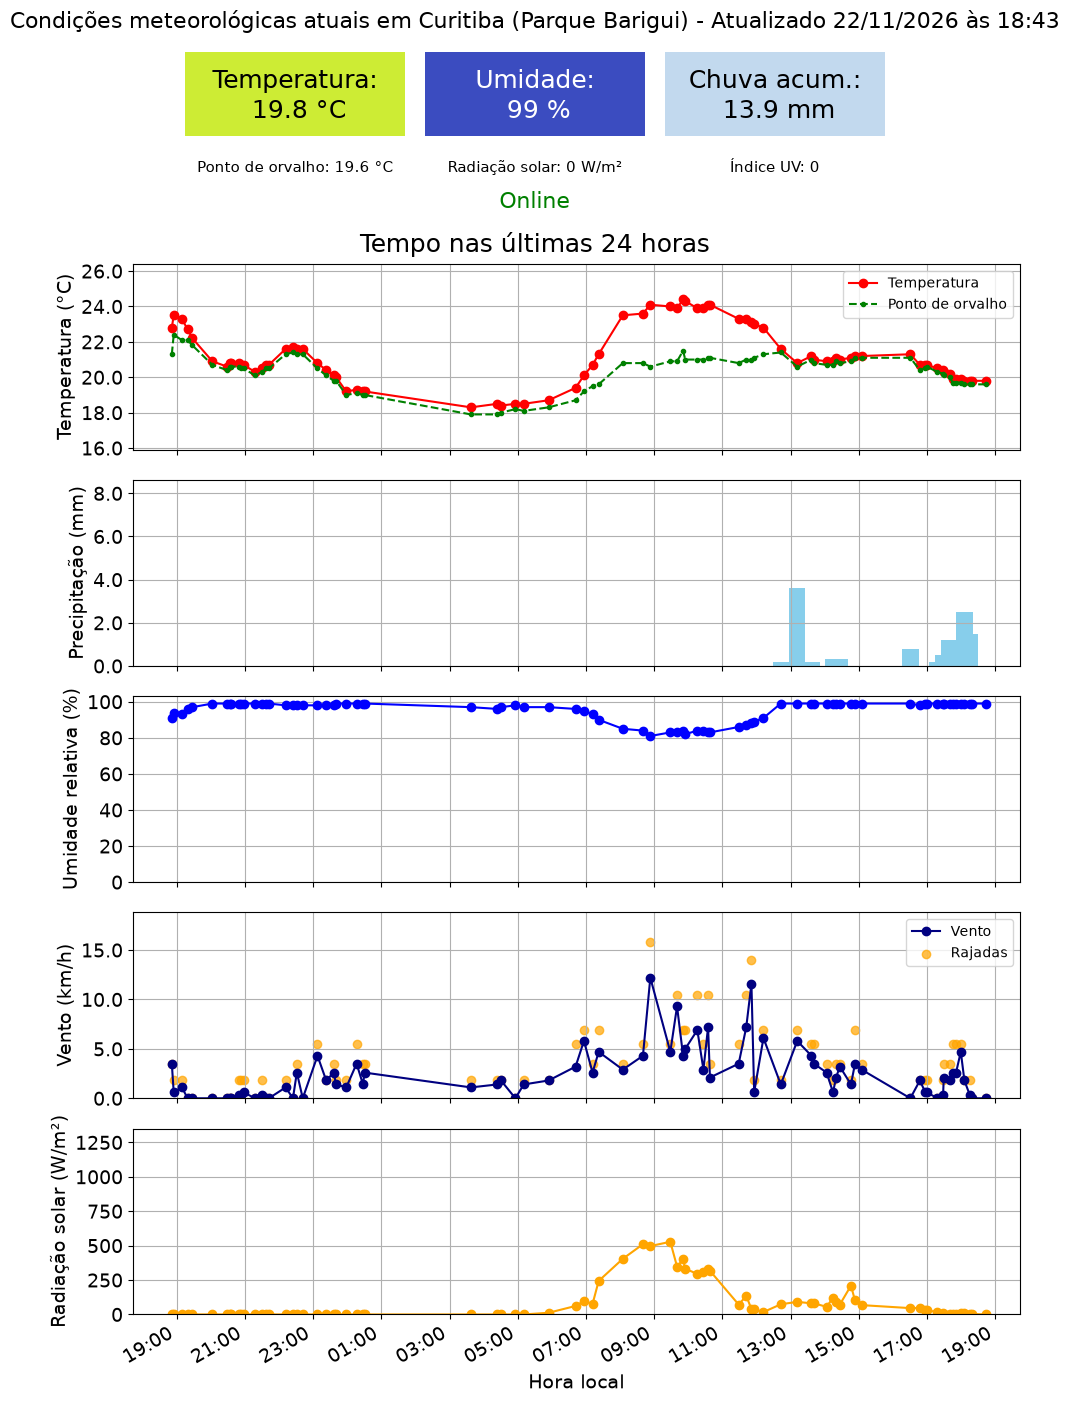 Condições meteorológicas atuais em Curitiba (Parque Barigui) - Atualizado 22/11/2026 às 18:43
Temperatura:
19.8 °C
Umidade:
99 %
Chuva acum.:
13.9 mm
Ponto de orvalho: 19.6 °C
Radiação solar: 0 W/m²
Índice UV: 0
Online
Tempo nas últimas 24 horas
Temperatura (°C)
26.0
24.0
22.0
20.0
18.0
16.0
Temperatura
Ponto de orvalho
Precipitação (mm)
8.0
6.0
4.0
2.0
0.0
Umidade relativa (%)
100
80
60
40
20
0
Vento (km/h)
15.0
10.0
5.0
0.0
Vento
Rajadas
Radiação solar (W/m²)
1250
1000
750
500
250
0
19:00
21:00
23:00
01:00
03:00
05:00
07:00
09:00
11:00
13:00
15:00
17:00
19:00
Hora local